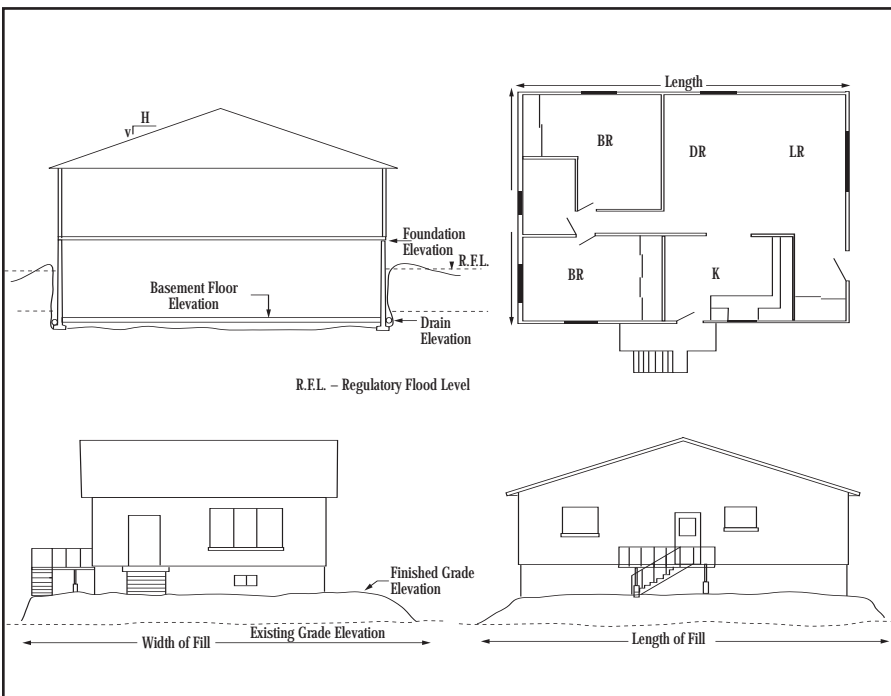 H
v
Foundation
Elevation
R.F.L.
Basement Floor
Elevation
Drain
Elevation
R.F.L. – Regulatory Flood Level
Length
BR
DR
LR
BR
K
Finished Grade
Elevation
Existing Grade Elevation
Width of Fill
Length of Fill